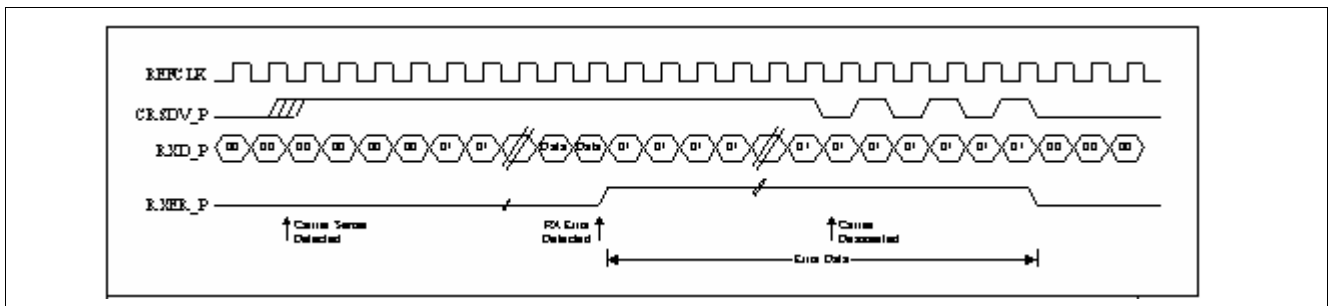 REFCLK
CRSDV_P
RXD_P 00 00 00 00 00 00 01 01 Data Data 01 01 01 01 01 01 01 01 01 01 01 00 00 00
RXER_P
Carrier Sense
Detected
RX Error
Detected
Carrier
Deasserted
Error Data